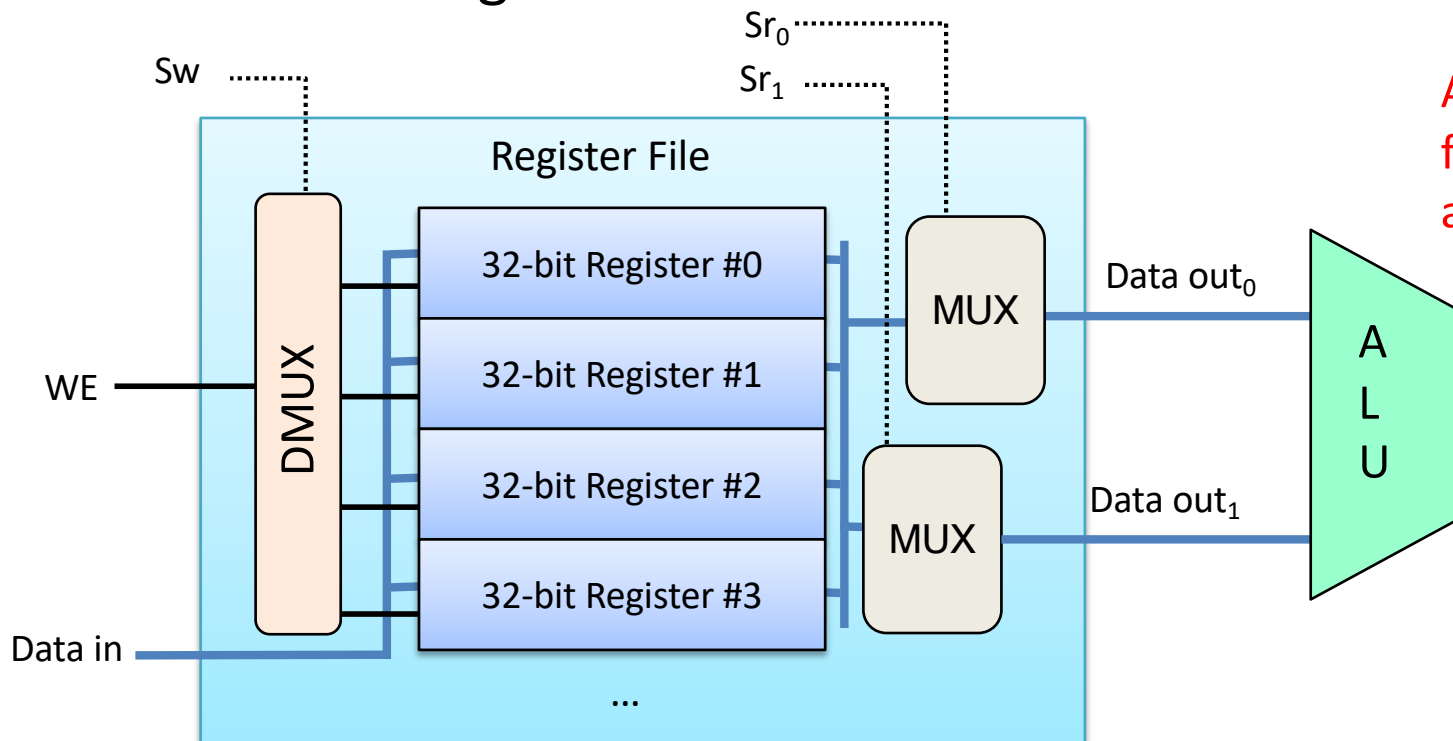 Sr₀
Sw
Sr₁
Register File
32-bit Register #0
32-bit Register #1
32-bit Register #2
32-bit Register #3
...
WE
Data in
DMUX
MUX
MUX
Data out₀
Data out₁
A
L
U